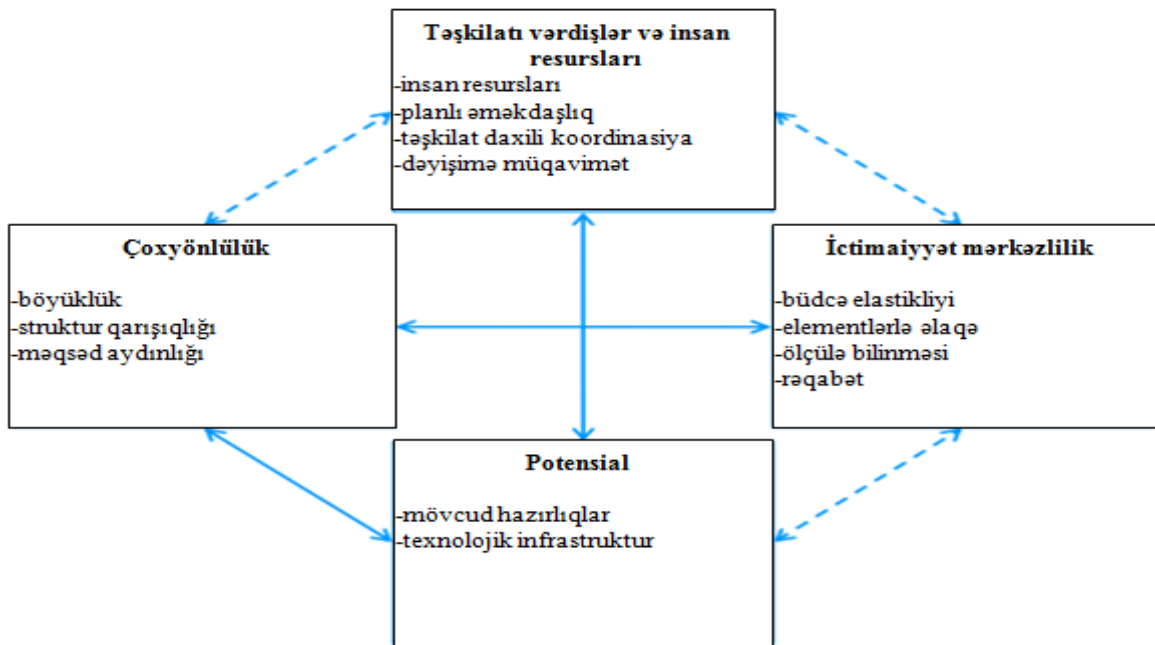 Təşkilatı vərdişlər və insan
resursları
-insan resursları
-planlı əməkdaşlıq
-təşkilat daxili koordinasiya
-dəyişimə müqavimət
Çoxyönlülük
-böyüklük
-struktur qarışıqlığı
-məqsəd aydınlığı
İctimaiyyət mərkəzlilik
-büdcə elastikliyi
-elementlərlə əlaqə
-ölçülə bilinməsi
-rəqabət
Potensial
-mövcud hazırlıqlar
-texnolojik infrastruktur